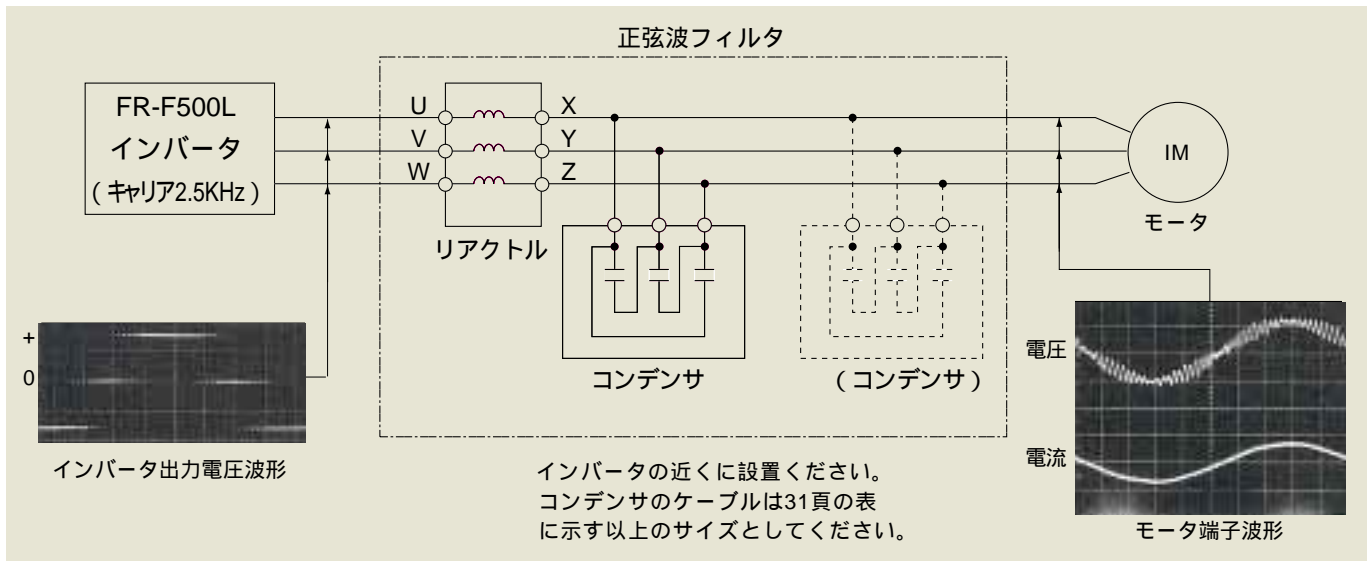 正弦波フィルタ
FR-F500L
インバータ
(キャリア2.5KHz)
U
V
W
X
Y
Z
リアクトル
コンデンサ
(コンデンサ)
IM
モータ
+
0
インバータ出力電圧波形
インバータの近くに設置ください。
コンデンサのケーブルは31頁の表
に示す以上のサイズとしてください。
電圧
電流
モータ端子波形